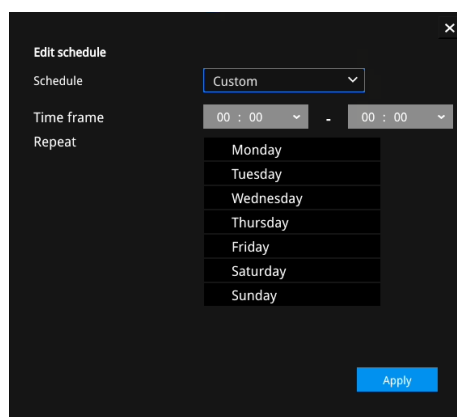 Edit schedule
Schedule Custom
Time frame 00 : 00 - 00 : 00
Repeat
Monday
Tuesday
Wednesday
Thursday
Friday
Saturday
Sunday
Apply